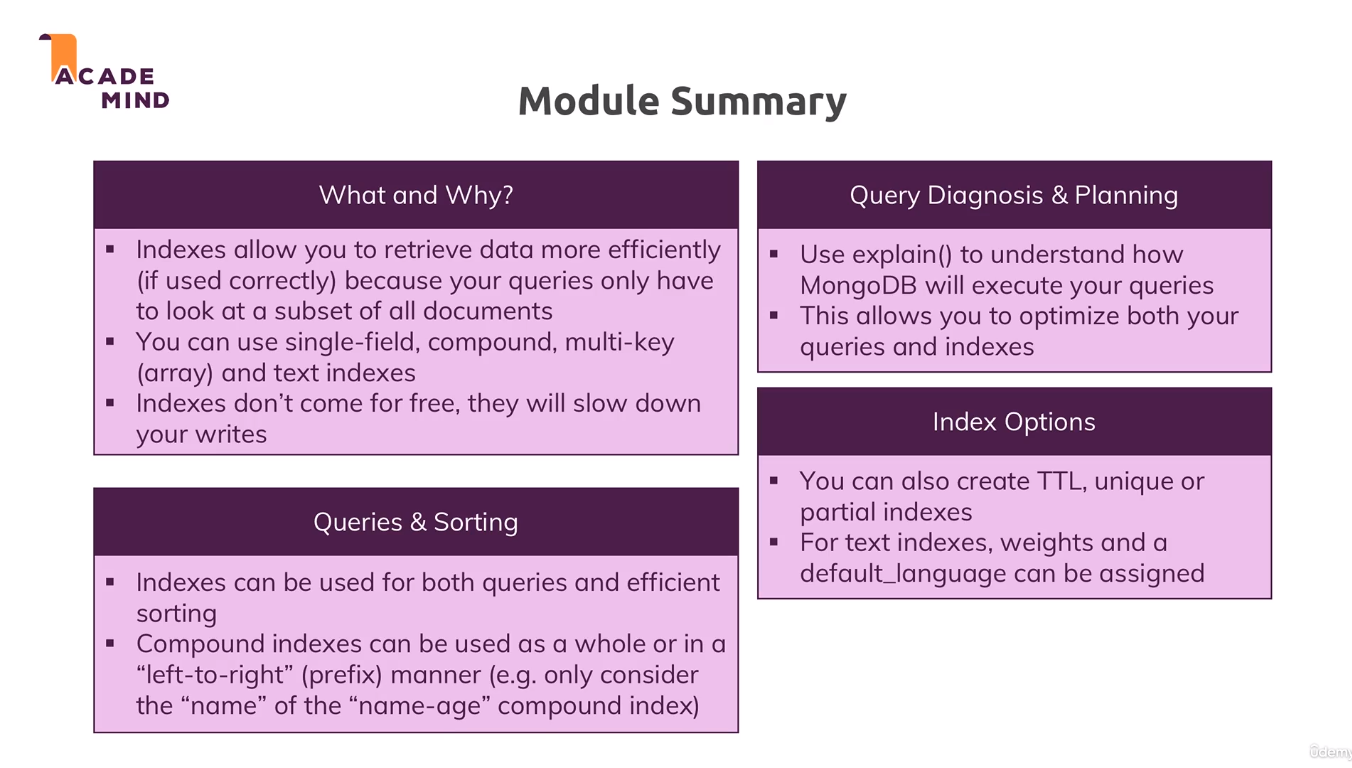 ACADE
MIND
Module Summary
What and Why?
▪ Indexes allow you to retrieve data more efficiently
(if used correctly) because your queries only have
to look at a subset of all documents
▪ You can use single-field, compound, multi-key
(array) and text indexes
▪ Indexes don’t come for free, they will slow down
your writes
Queries & Sorting
▪ Indexes can be used for both queries and efficient
sorting
▪ Compound indexes can be used as a whole or in a
“left-to-right” (prefix) manner (e.g. only consider
the “name” of the “name-age” compound index)
Query Diagnosis & Planning
▪ Use explain() to understand how
MongoDB will execute your queries
▪ This allows you to optimize both your
queries and indexes
Index Options
▪ You can also create TTL, unique or
partial indexes
▪ For text indexes, weights and a
default_language can be assigned
ûdemy